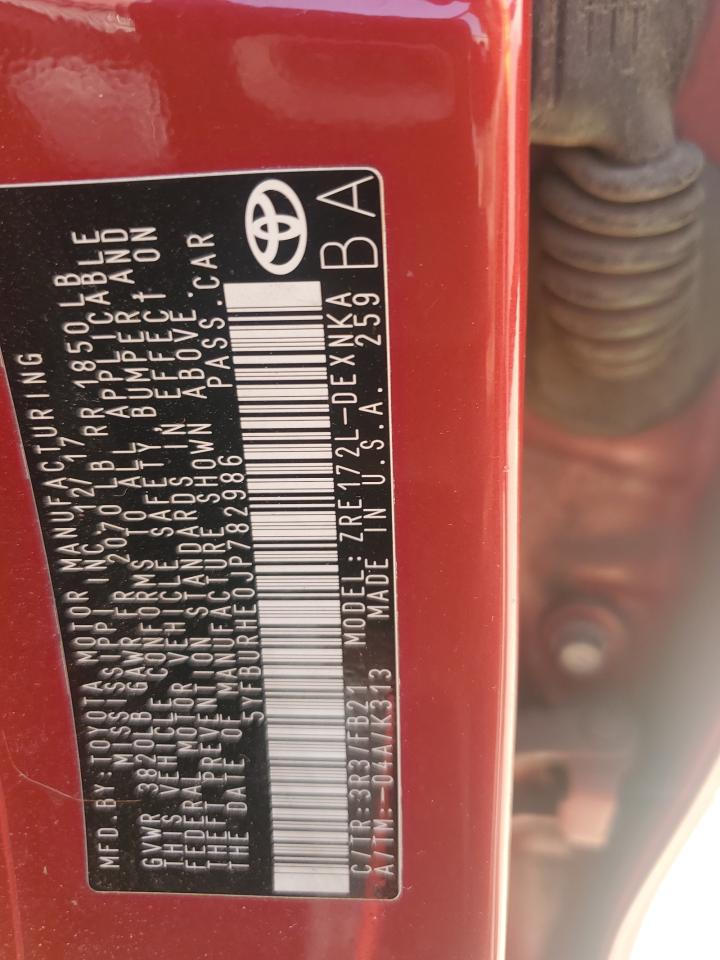 MFD.BY:TOYOTA MOTOR MANUFACTURING
MISSISSIPPI INC. 12/17
GVWR 3820LB GAWR FR 2070LB RR 1850LB
THIS VEHICLE CONFORMS TO ALL APPLICABLE
FEDERAL MOTOR VEHICLE SAFETY, BUMPER AND
THEFT PREVENTION STANDARDS IN EFFECT ON
THE DATE OF MANUFACTURE SHOWN ABOVE.
5YFBURHE0JP782986 PASS.CAR
C/TR:3R3/FB21 MODEL:ZRE172L-DEXNKA
A/TM:-04A/K313 MADE IN U.S.A. 259
BA